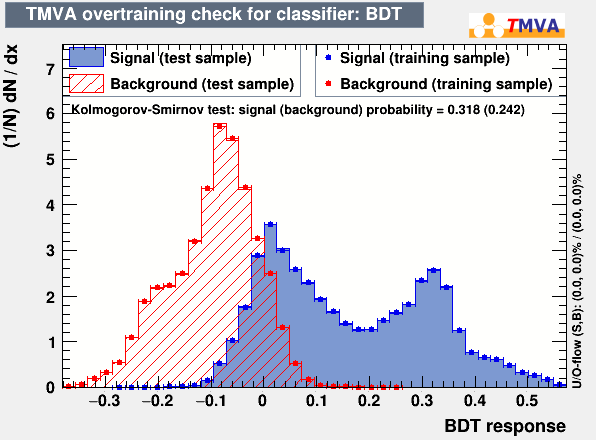 TMVA overtraining check for classifier: BDT
TMVA
Signal (test sample)
Signal (training sample)
Background (test sample)
Background (training sample)
Kolmogorov-Smirnov test: signal (background) probability = 0.318 (0.242)
(1/N) dN / dx
7
6
5
4
3
2
1
0
−0.3 −0.2 −0.1 0 0.1 0.2 0.3 0.4 0.5
BDT response
U/O-flow (S,B): (0.0, 0.0)% / (0.0, 0.0)%